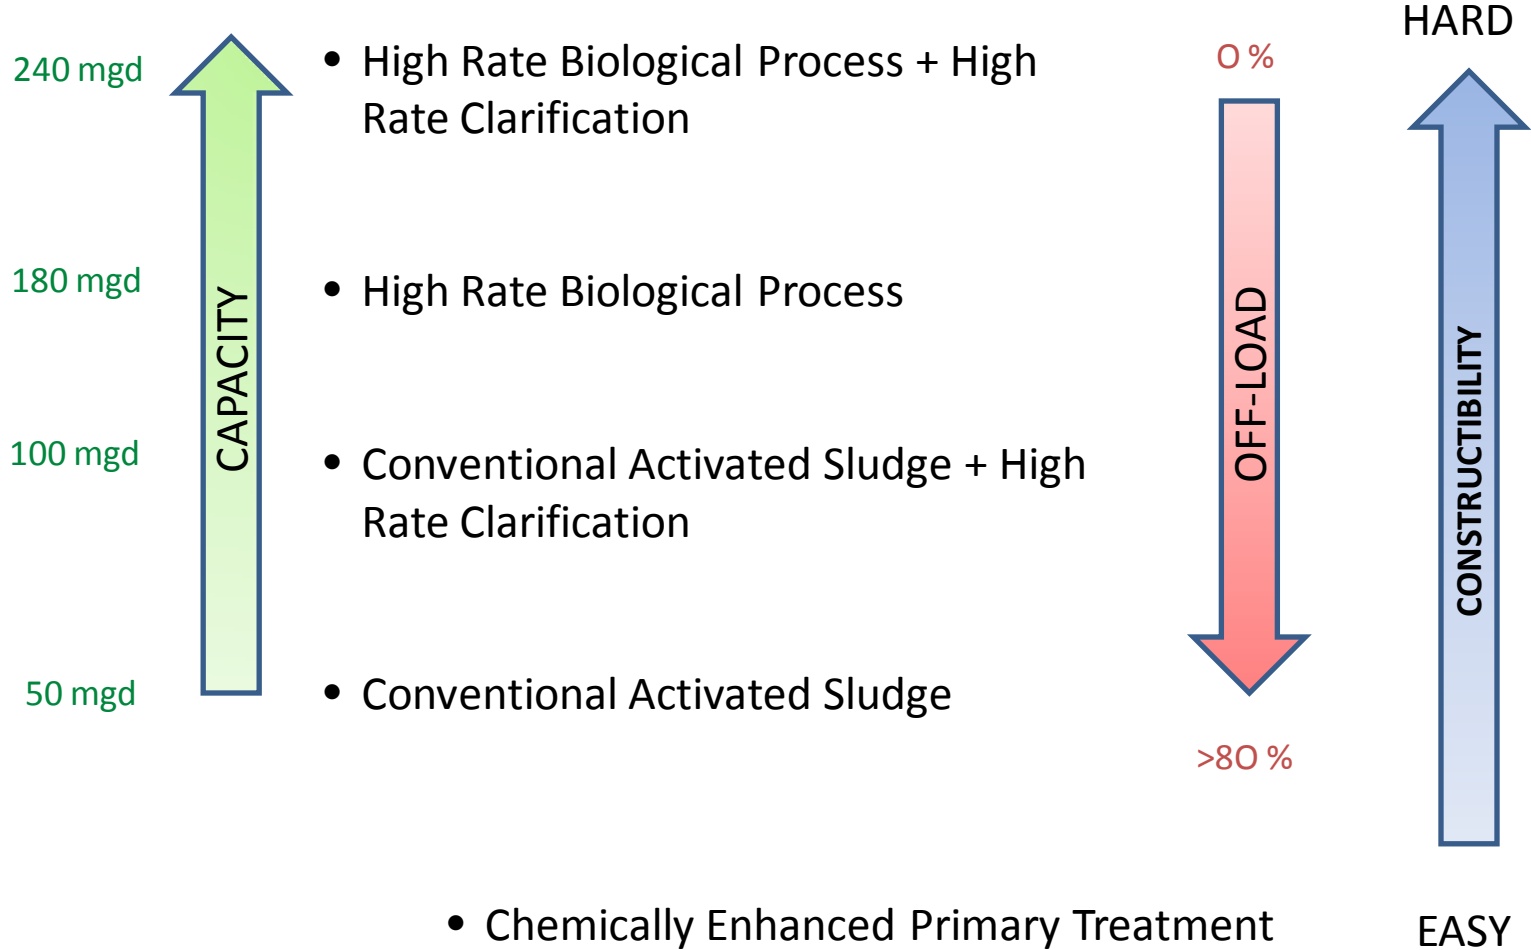 HARD
240 mgd
• High Rate Biological Process + High
Rate Clarification
O %
180 mgd
• High Rate Biological Process
CAPACITY
OFF-LOAD
CONSTRUCTIBILITY
100 mgd
• Conventional Activated Sludge + High
Rate Clarification
50 mgd
• Conventional Activated Sludge
>8O %
• Chemically Enhanced Primary Treatment
EASY